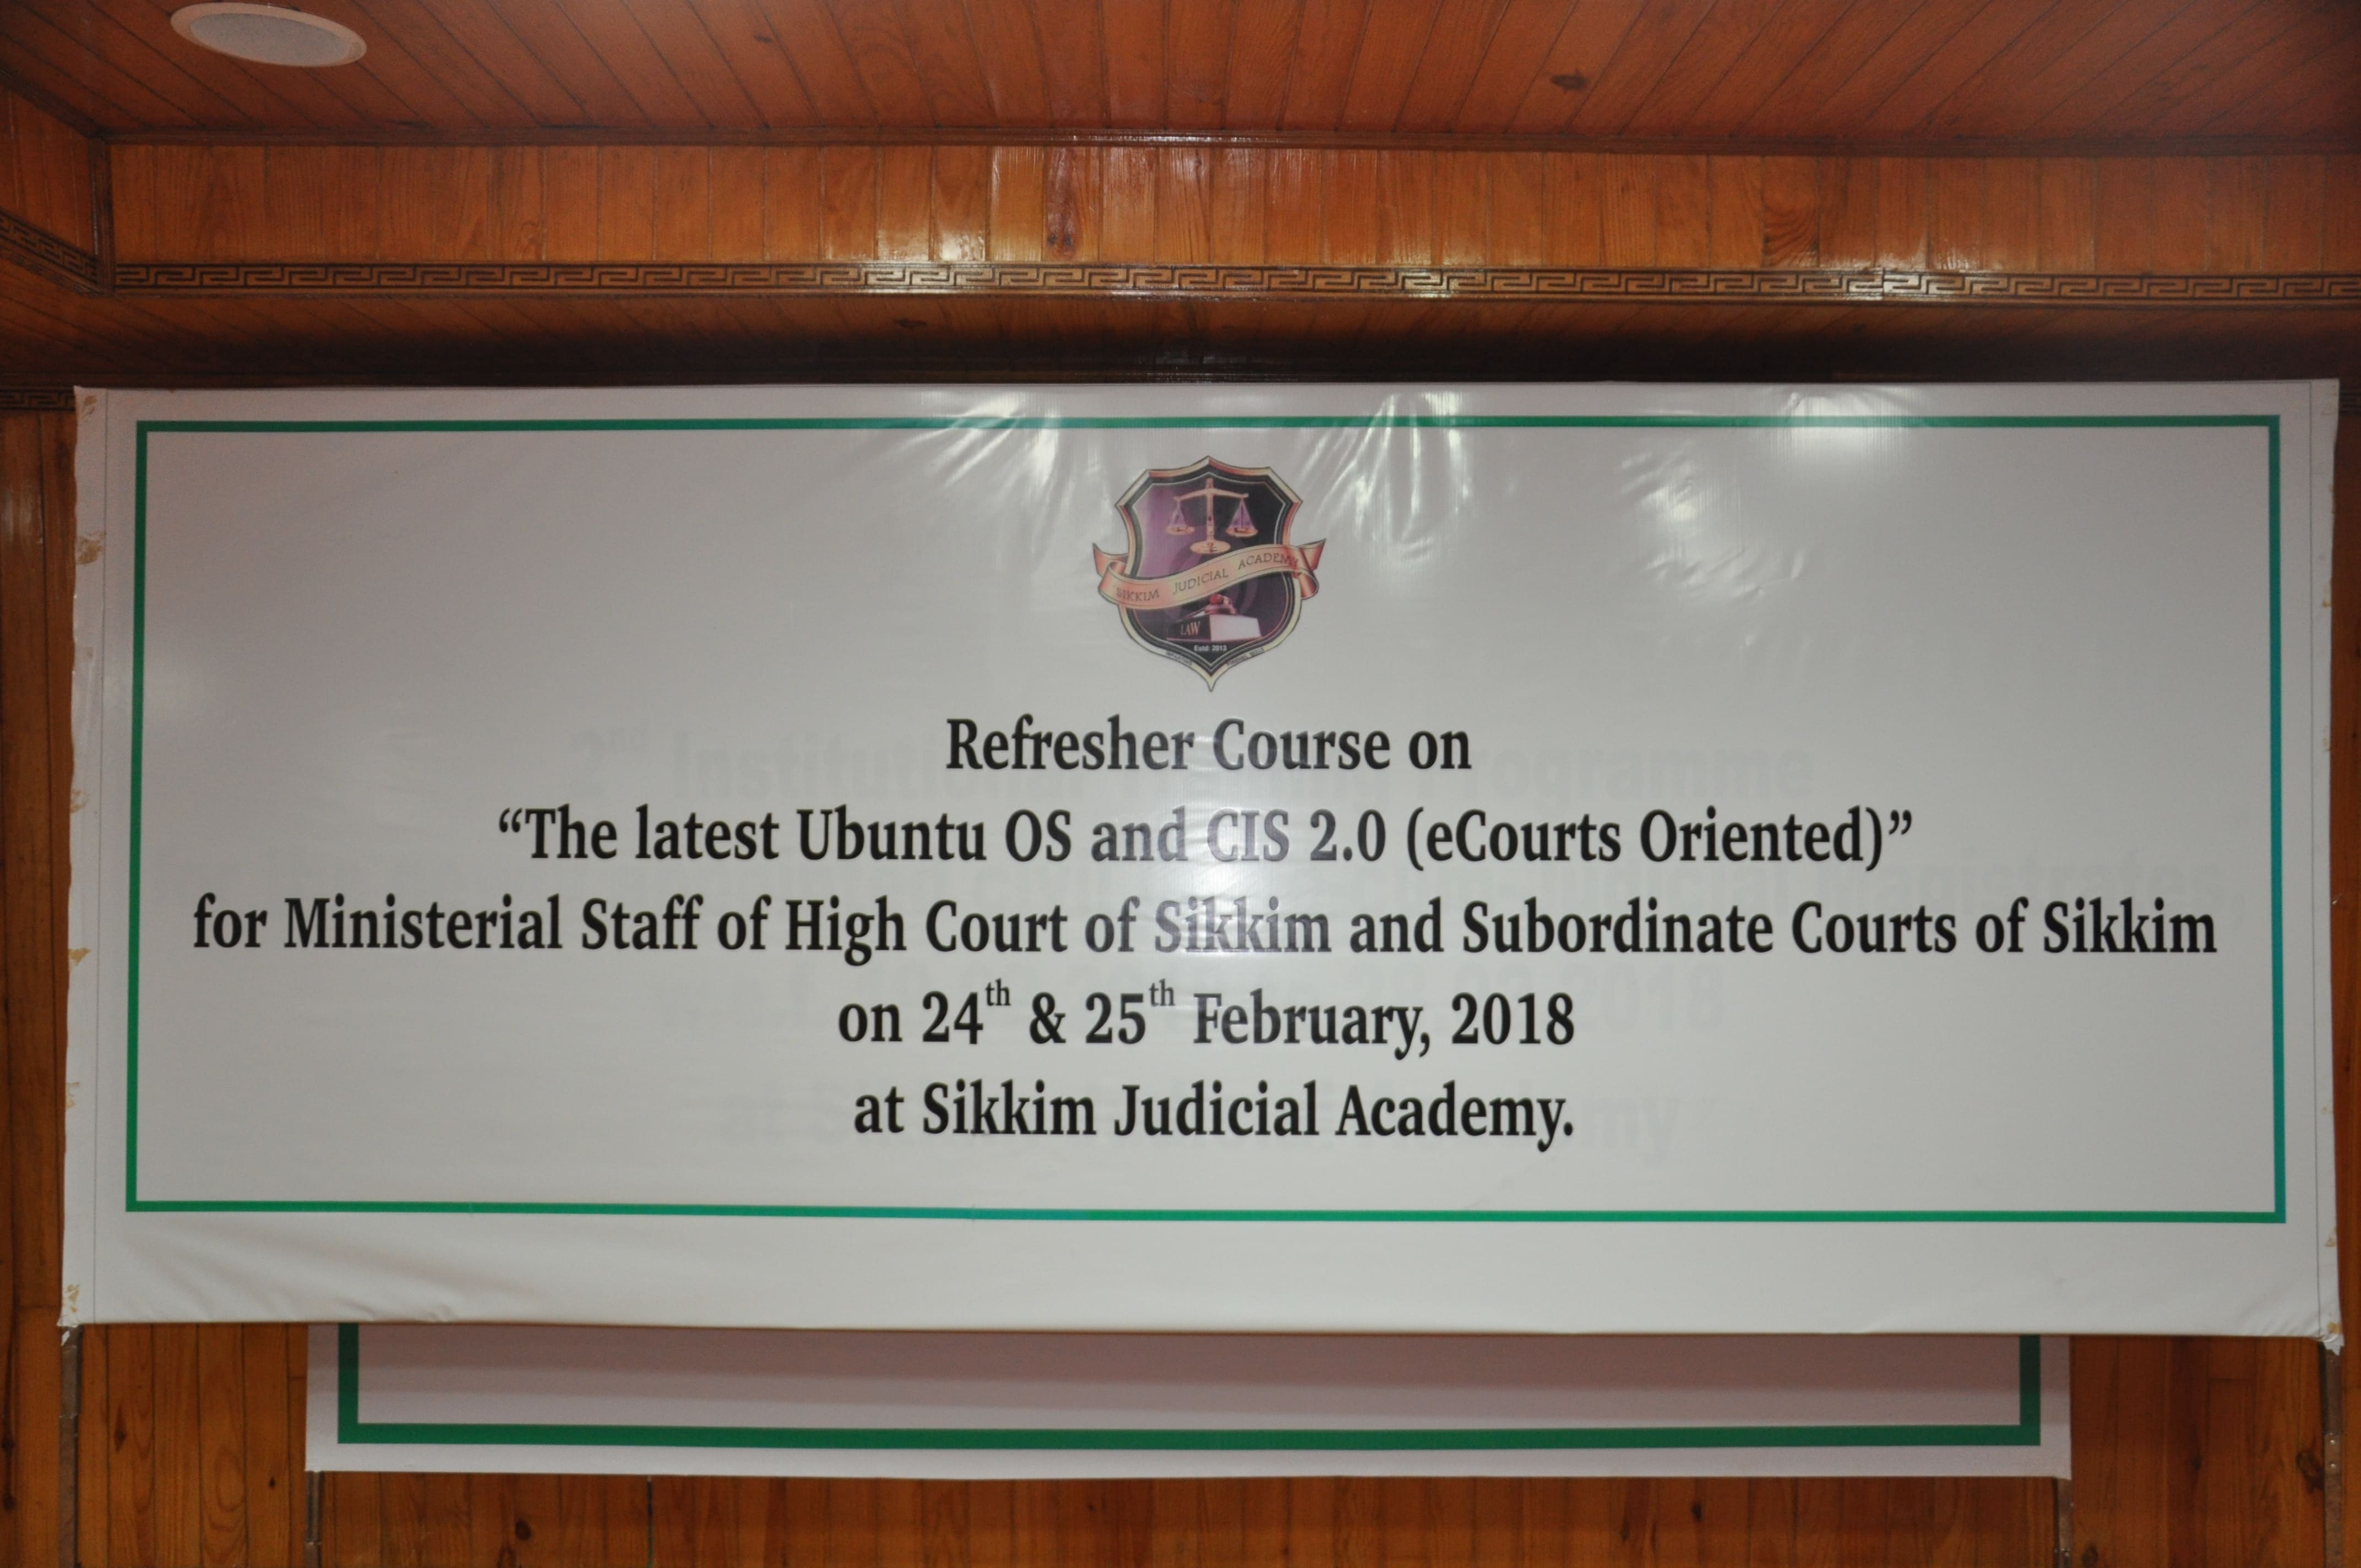 SIKKIM JUDICIAL ACADEMY
LAW
Estd: 2013
Refresher Course on
“The latest Ubuntu OS and CIS 2.0 (eCourts Oriented)”
for Ministerial Staff of High Court of Sikkim and Subordinate Courts of Sikkim
on 24th & 25th February, 2018
at Sikkim Judicial Academy.